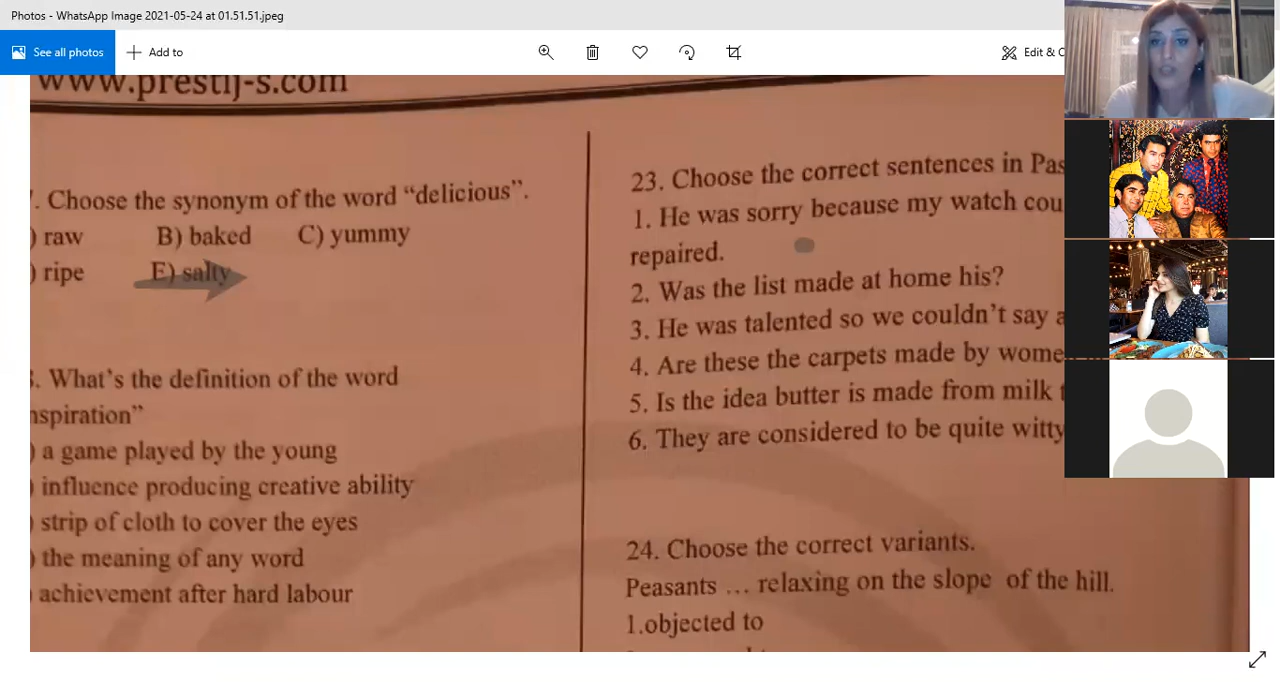 Photos - WhatsApp Image 2021-05-24 at 01.51.51.jpeg
See all photos
Add to
Edit & C
www.prestij-s.com
. Choose the synonym of the word “delicious”.
) raw B) baked C) yummy
) ripe E) salty
. What’s the definition of the word
nspiration”
) a game played by the young
) influence producing creative ability
) strip of cloth to cover the eyes
) the meaning of any word
) achievement after hard labour
23. Choose the correct sentences in Pas
1. He was sorry because my watch cou
repaired.
2. Was the list made at home his?
3. He was talented so we couldn’t say a
4. Are these the carpets made by wome
5. Is the idea butter is made from milk t
6. They are considered to be quite witty
24. Choose the correct variants.
Peasants … relaxing on the slope of the hill.
1.objected to